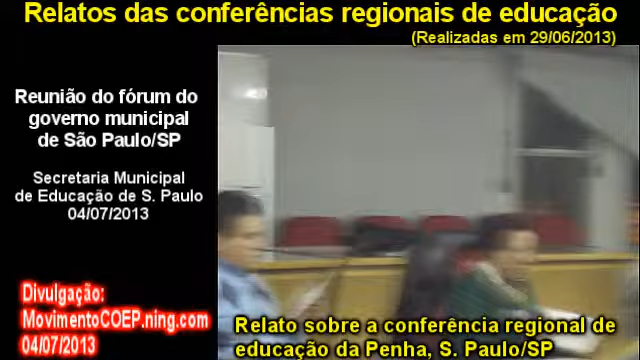 Relatos das conferências regionais de educação
(Realizadas em 29/06/2013)
Reunião do fórum do
governo municipal
de São Paulo/SP
Secretaria Municipal
de Educação de S. Paulo
04/07/2013
Divulgação:
MovimentoCOEP.ning.com
04/07/2013
Relato sobre a conferência regional de
educação da Penha, S. Paulo/SP